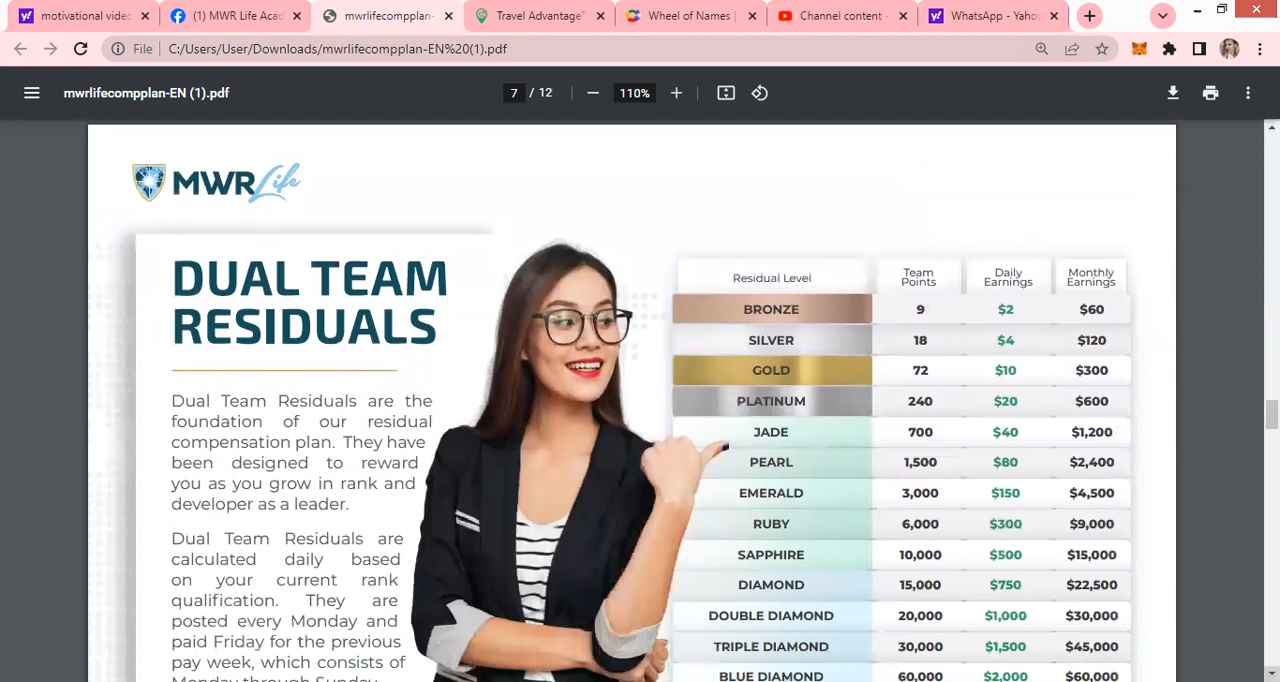 motivational videc
(1) MWR Life Acad
mwrlifecompplan-
Travel Advantage™
Wheel of Names |
Channel content -
WhatsApp - Yahoo
File
C:/Users/User/Downloads/mwrlifecompplan-EN%20(1).pdf
mwrlifecompplan-EN (1).pdf
7 / 12
110%
MWR Life
DUAL TEAM
RESIDUALS
Dual Team Residuals are the
foundation of our residual
compensation plan. They have
been designed to reward
you as you grow in rank and
developer as a leader.
Dual Team Residuals are
calculated daily based
on your current rank
qualification. They are
posted every Monday and
paid Friday for the previous
pay week, which consists of
Monday through Sunday.
Residual Level Team Points Daily Earnings Monthly Earnings
BRONZE 9 $2 $60
SILVER 18 $4 $120
GOLD 72 $10 $300
PLATINUM 240 $20 $600
JADE 700 $40 $1,200
PEARL 1,500 $80 $2,400
EMERALD 3,000 $150 $4,500
RUBY 6,000 $300 $9,000
SAPPHIRE 10,000 $500 $15,000
DIAMOND 15,000 $750 $22,500
DOUBLE DIAMOND 20,000 $1,000 $30,000
TRIPLE DIAMOND 30,000 $1,500 $45,000
BLUE DIAMOND 60,000 $2,000 $60,000